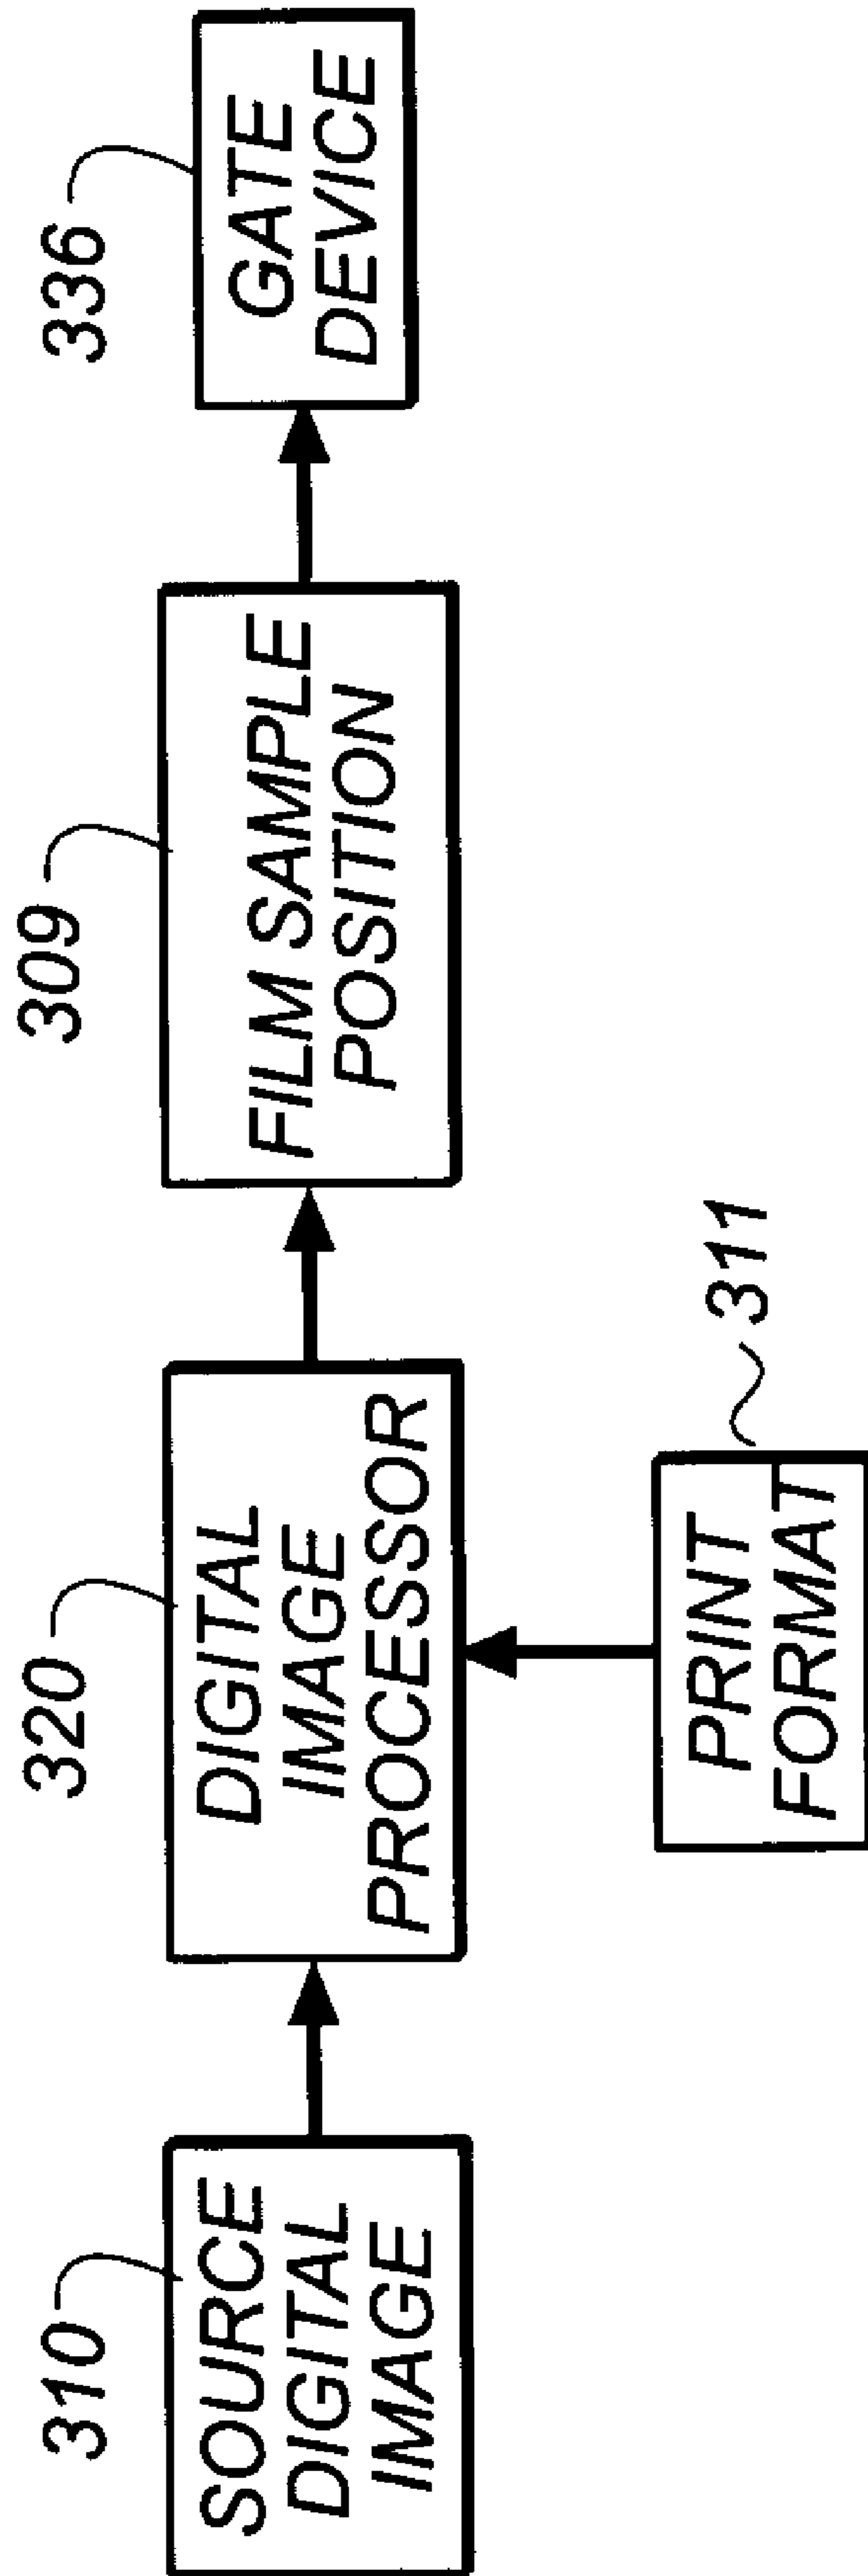 310
SOURCE
DIGITAL
IMAGE
320
DIGITAL
IMAGE
PROCESSOR
309
FILM SAMPLE
POSITION
336
GATE
DEVICE
PRINT
FORMAT
311